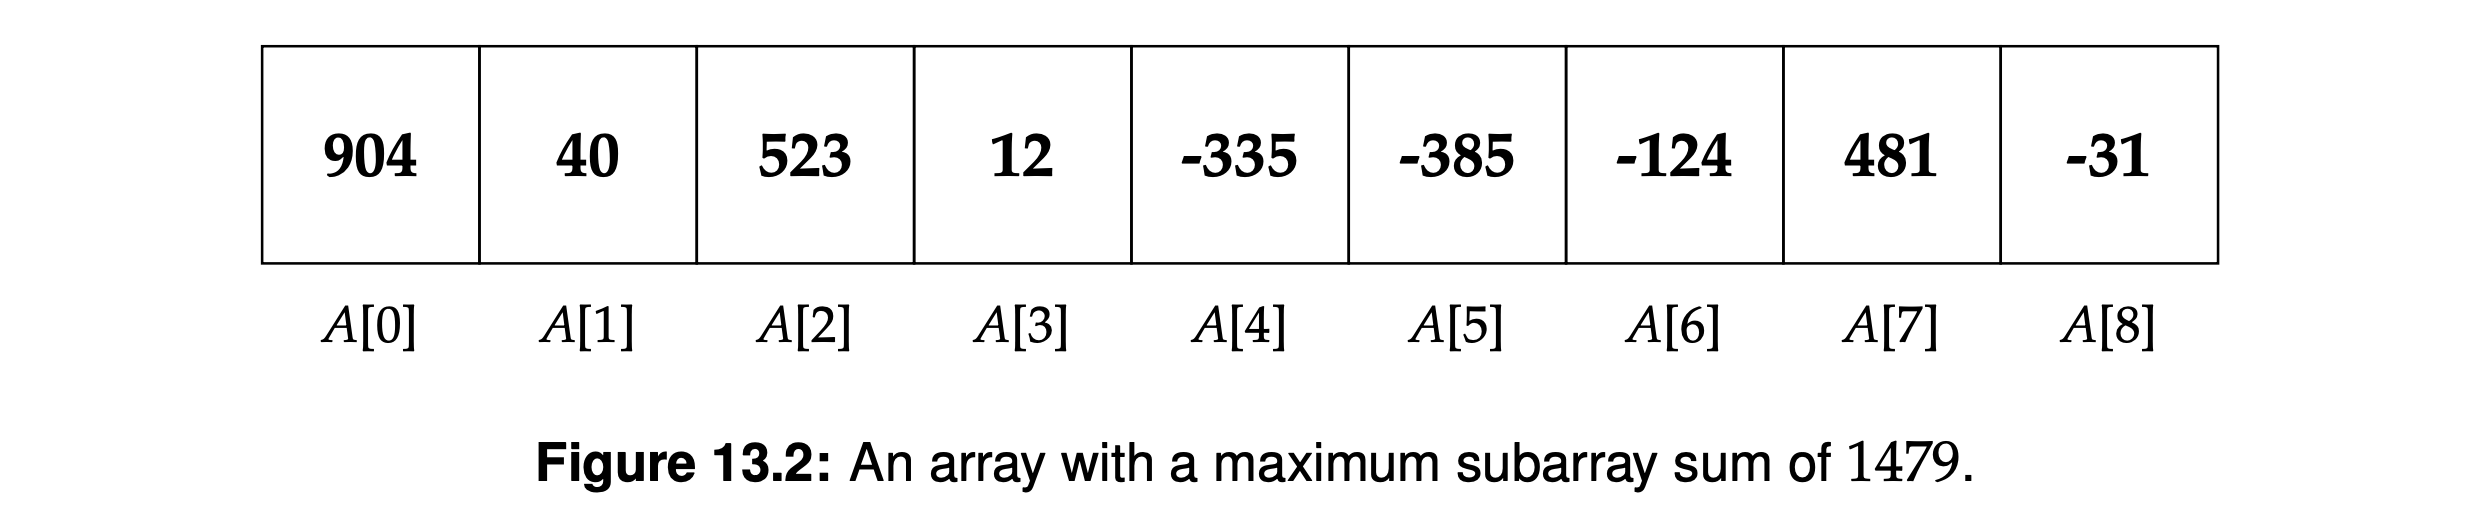 904 40 523 12 -335 -385 -124 481 -31
A[0] A[1] A[2] A[3] A[4] A[5] A[6] A[7] A[8]
Figure 13.2: An array with a maximum subarray sum of 1479.